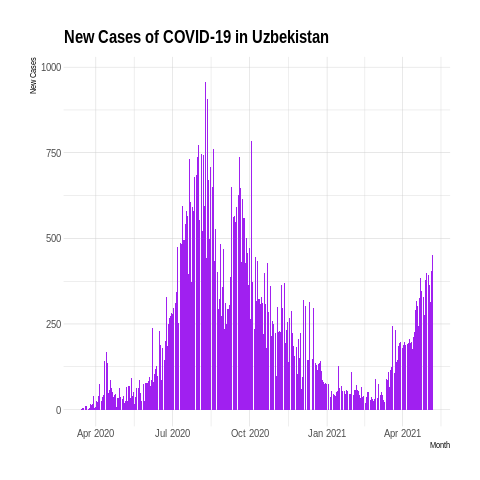 New Cases of COVID-19 in Uzbekistan
New Cases
1000
750
500
250
0
Apr 2020 Jul 2020 Oct 2020 Jan 2021 Apr 2021
Month